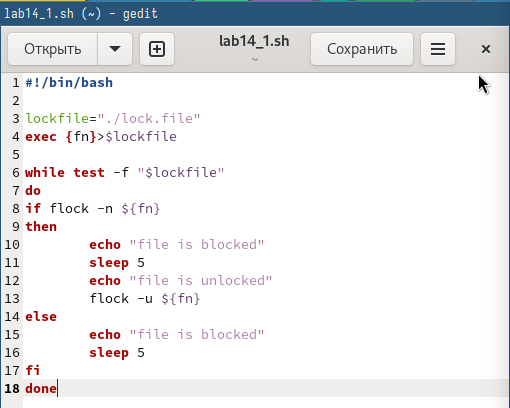 lab14_1.sh (~) - gedit
Открыть
lab14_1.sh
~
Сохранить
1 #!/bin/bash
2
3 lockfile="./lock.file"
4 exec {fn}>$lockfile
5
6 while test -f "$lockfile"
7 do
8 if flock -n ${fn}
9 then
10 echo "file is blocked"
11 sleep 5
12 echo "file is unlocked"
13 flock -u ${fn}
14 else
15 echo "file is blocked"
16 sleep 5
17 fi
18 done